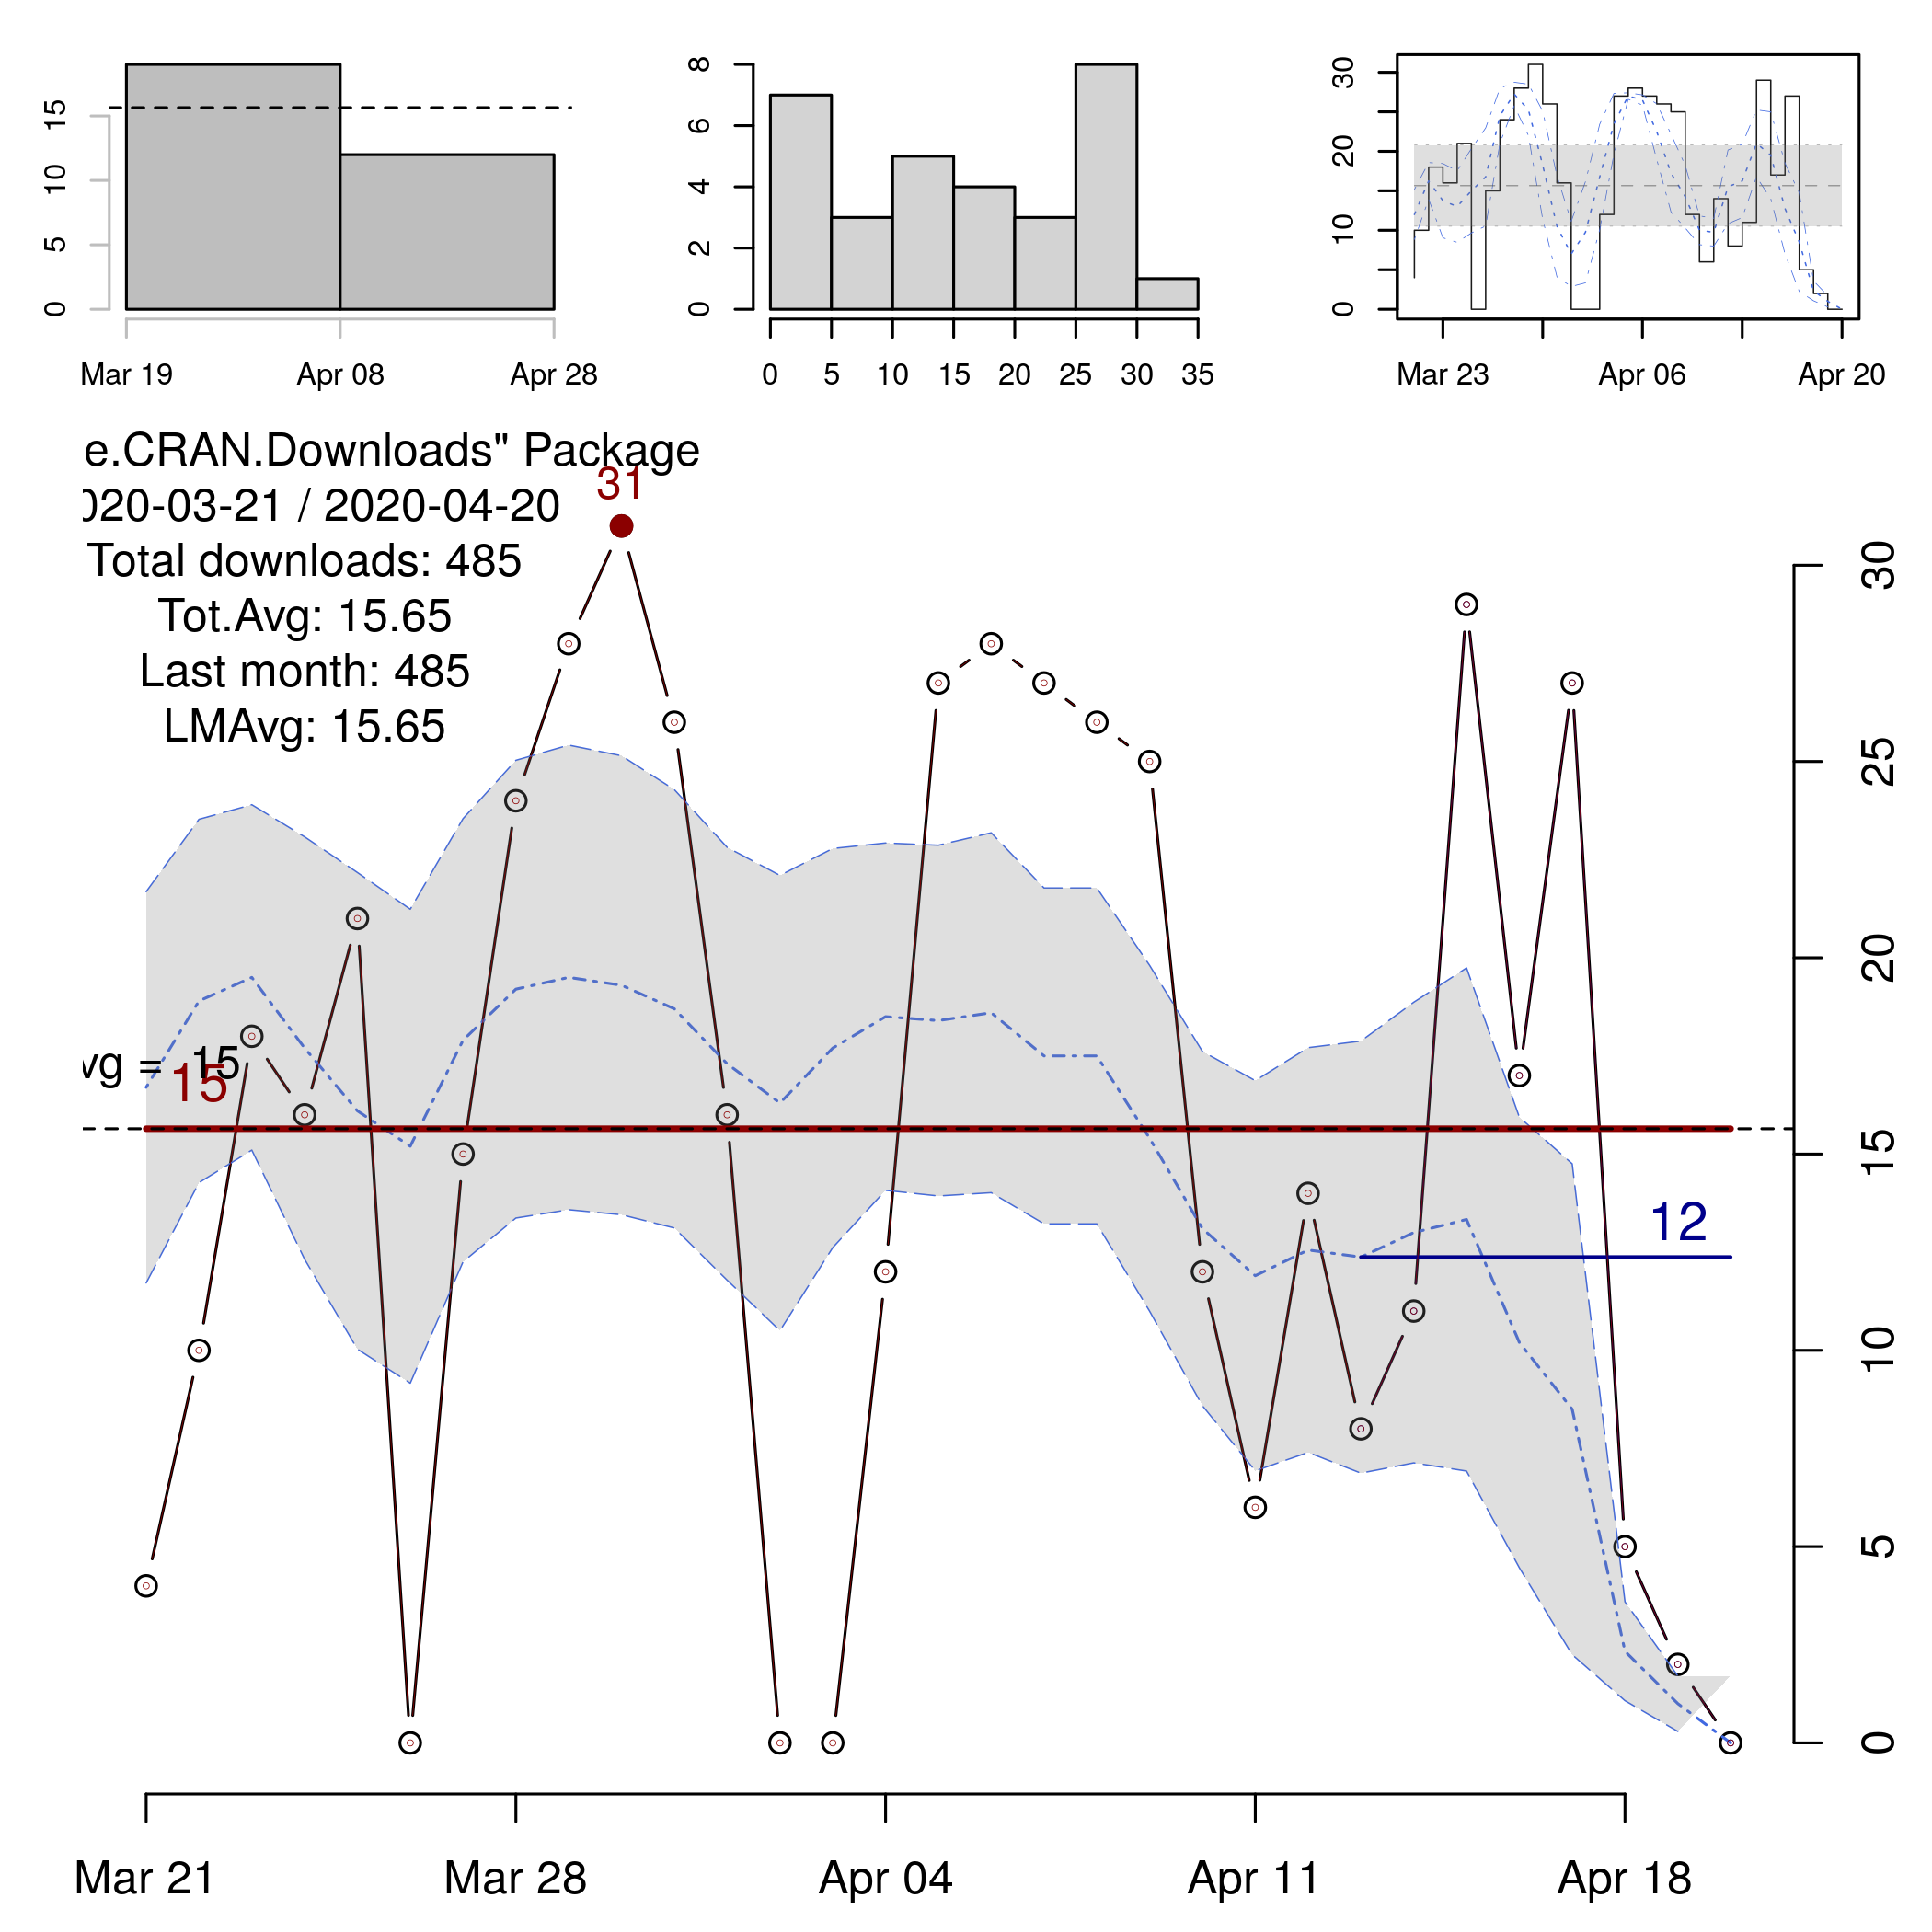 15
10
5
0
Mar 19 Apr 08 Apr 28
8
6
4
2
0
0 5 10 15 20 25 30 35
30
20
10
0
Mar 23 Apr 06 Apr 20
e.CRAN.Downloads" Package
020-03-21 / 2020-04-20
Total downloads: 485
Tot.Avg: 15.65
Last month: 485
LMAvg: 15.65
31
vg = 15
15
12
30
25
20
15
10
5
0
Mar 21 Mar 28 Apr 04 Apr 11 Apr 18